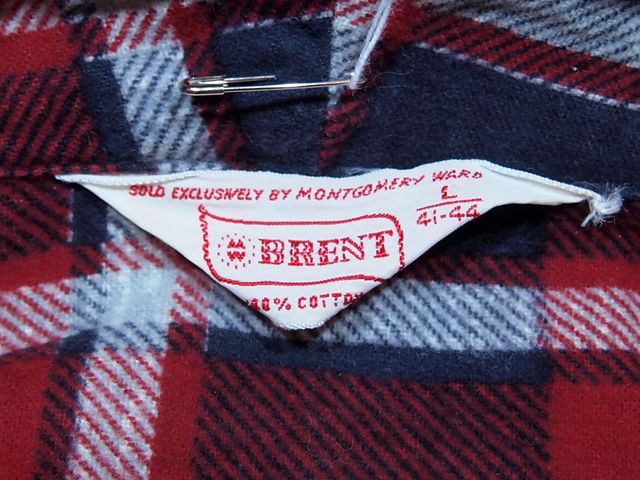 SOLD EXCLUSIVELY BY MONTGOMERY WARD
L
41-44
BRENT
100% COTTON